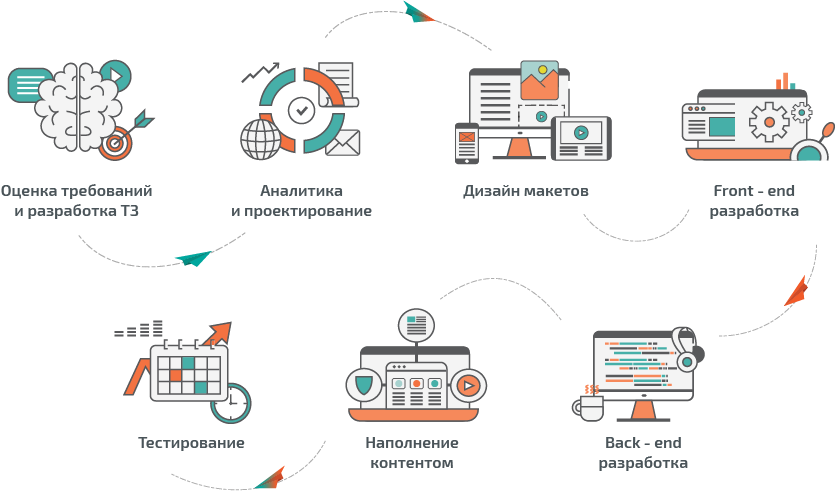 Оценка требований
и разработка ТЗ
Аналитика
и проектирование
Дизайн макетов
Front - end
разработка
Тестирование
Наполнение
контентом
Back - end
разработка